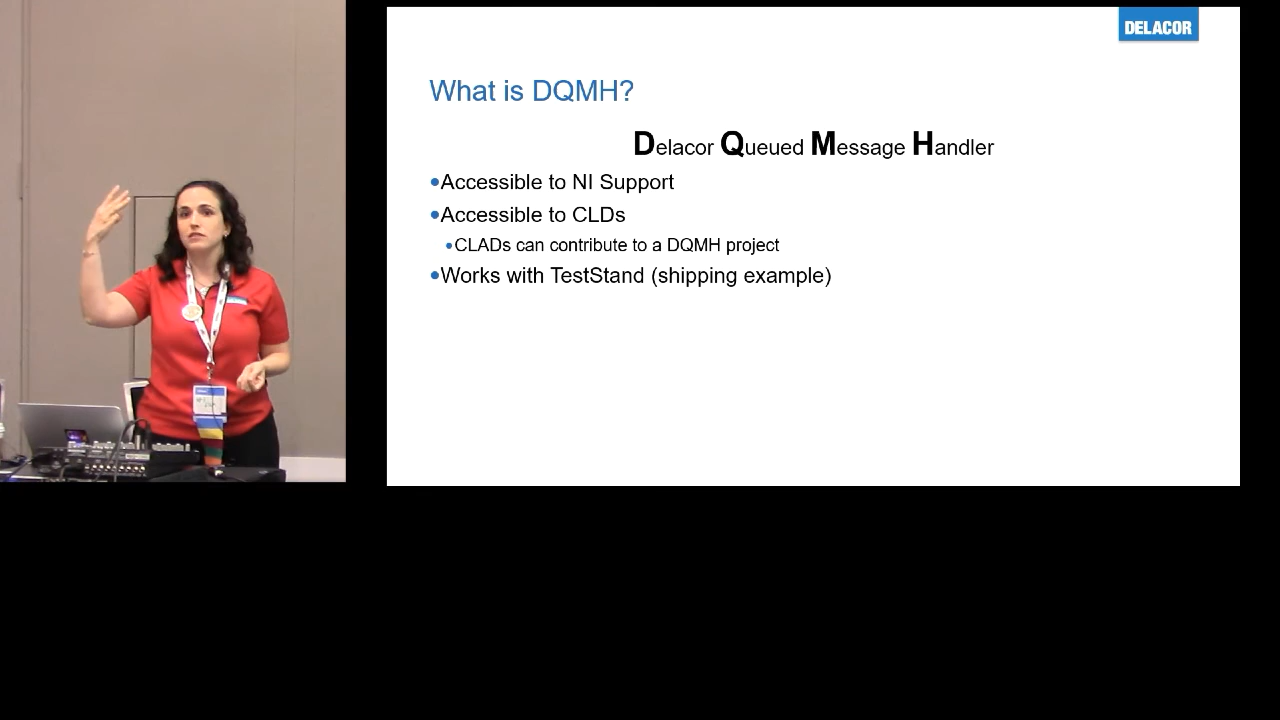 DELACOR
What is DQMH?
Delacor Queued Message Handler
•Accessible to NI Support
•Accessible to CLDs
•CLADs can contribute to a DQMH project
•Works with TestStand (shipping example)